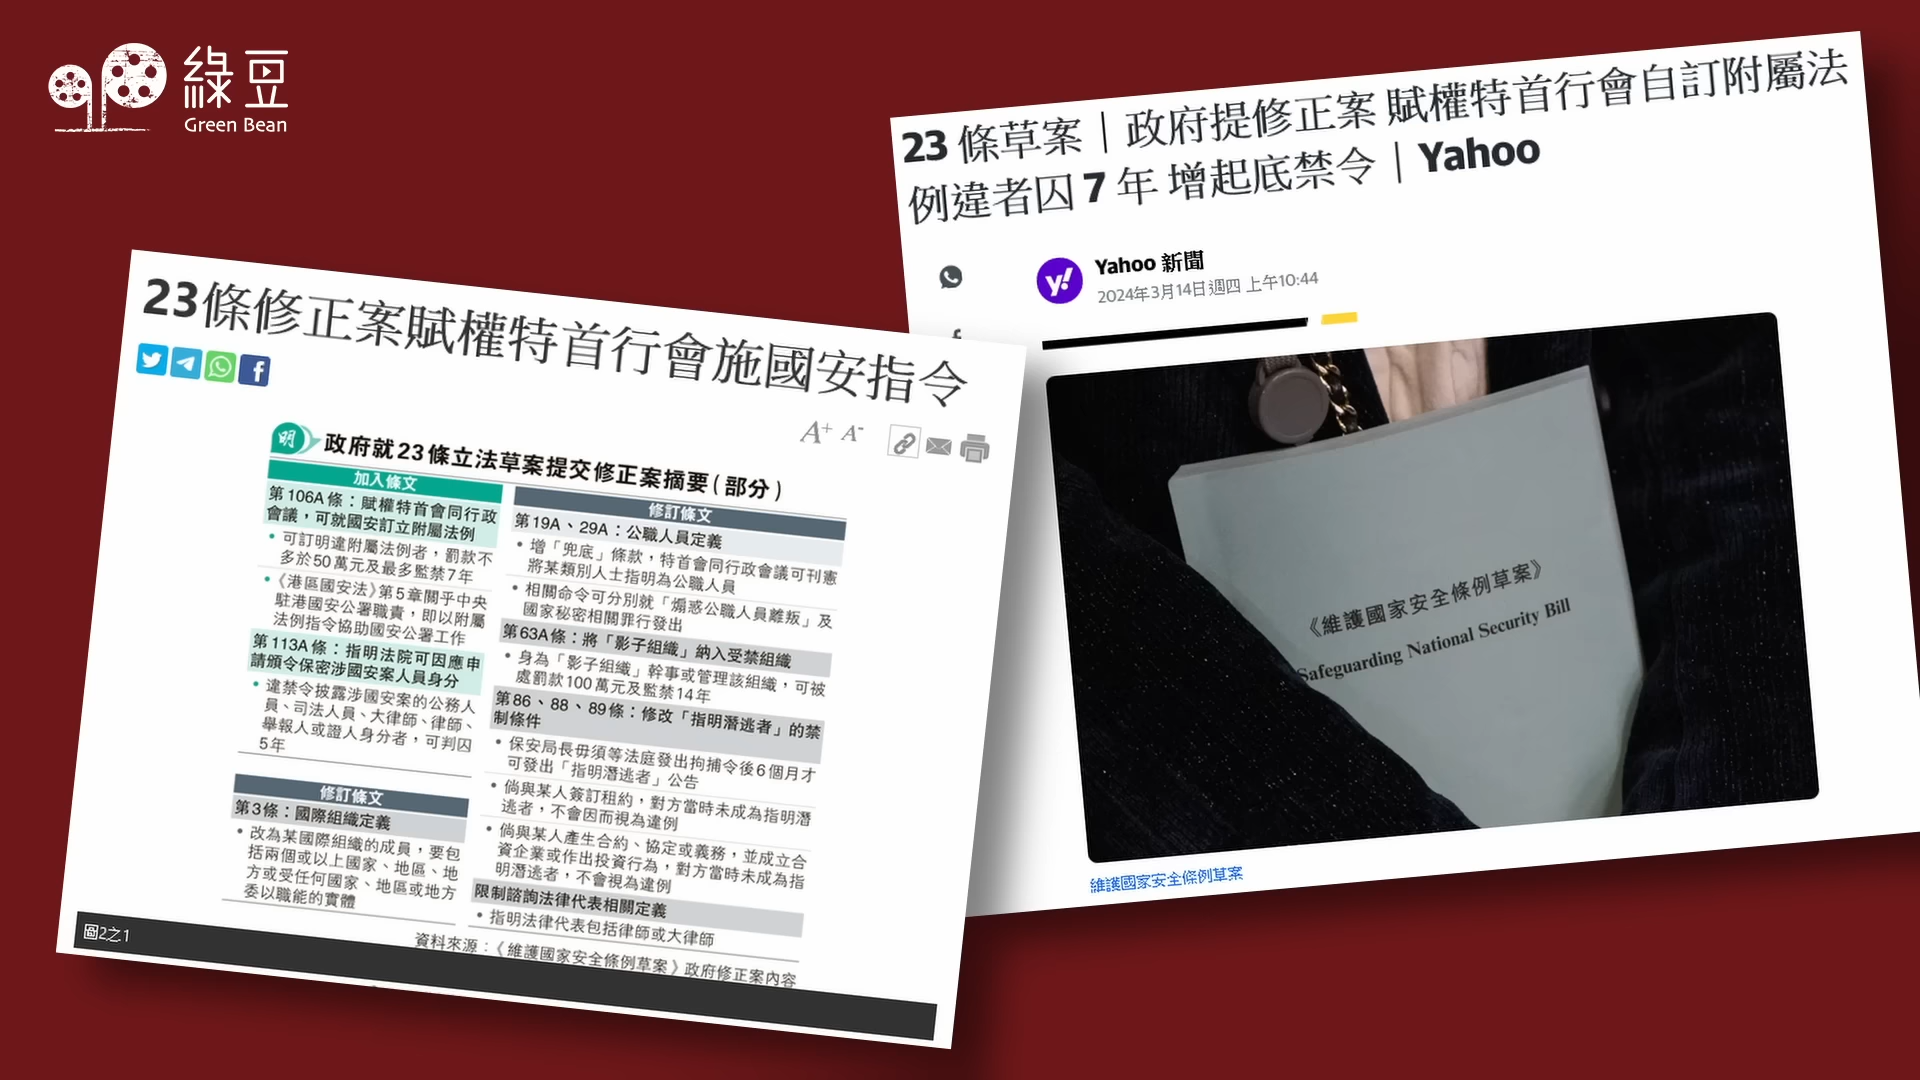 綠豆
Green Bean
23 條草案｜政府提修正案 賦權特首行會自訂附屬法
例違者囚 7 年 增起底禁令｜Yahoo
Yahoo 新聞
2024年3月14日週四 上午10:44
《維護國家安全條例草案》
Safeguarding National Security Bill
維護國家安全條例草案
23條修正案賦權特首行會施國安指令
A+ A-
明
政府就23條立法草案提交修正案摘要(部分)
加入條文
第106A條：賦權特首會同行政
會議，可就國安訂立附屬法例
• 可訂明違附屬法例者，罰款不
多於50萬元及最多監禁7年
• 《港區國安法》第5章關乎中央
駐港國安公署職責，即以附屬
法例指令協助國安公署工作
第113A條：指明法院可因應申
請頒令保密涉國安案人員身分
• 違禁令披露涉國安案的公務人
員、司法人員、大律師、律師、
舉報人或證人身分者，可判囚
5年
修訂條文
第3條：國際組織定義
• 改為某國際組織的成員，要包
括兩個或以上國家、地區、地
方或受任何國家、地區或地方
委以職能的實體
修訂條文
第19A、29A：公職人員定義
• 增「兜底」條款，特首會同行政會議可刊憲
將某類別人士指明為公職人員
• 相關命令可分別就「煽惑公職人員離叛」及
國家秘密相關罪行發出
第63A條：將「影子組織」納入受禁組織
• 身為「影子組織」幹事或管理該組織，可被
處罰款100萬元及監禁14年
第86、88、89條：修改「指明潛逃者」的禁
制條件
• 保安局長毋須等法庭發出拘捕令後6個月才
可發出「指明潛逃者」公告
• 倘與某人簽訂租約，對方當時未成為指明潛
逃者，不會因而視為違例
• 倘與某人產生合約、協定或義務，並成立合
資企業或作出投資行為，對方當時未成為指
明潛逃者，不會視為違例
限制諮詢法律代表相關定義
• 指明法律代表包括律師或大律師
資料來源：《維護國家安全條例草案》政府修正案內容
圖2之1